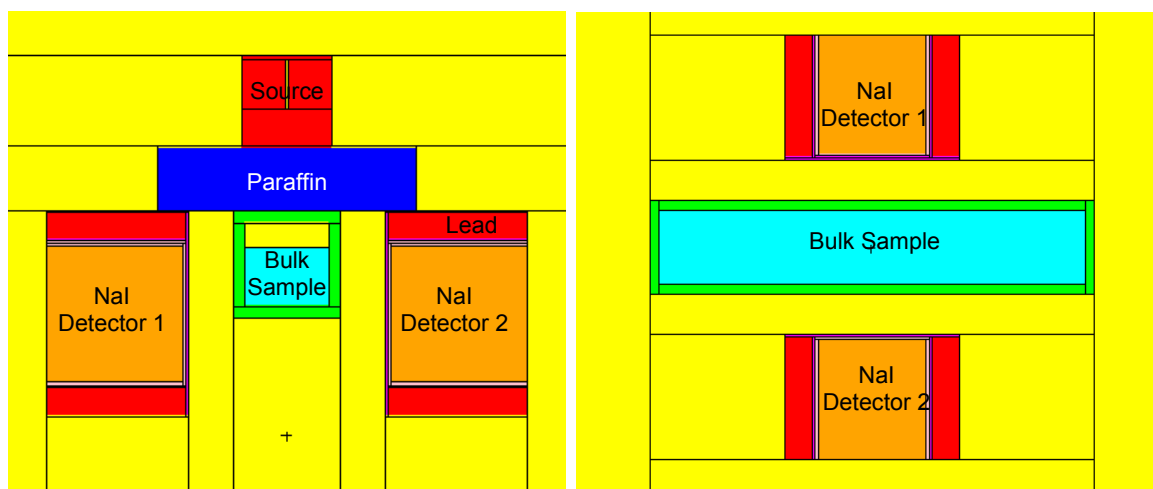 Source
Paraffin
Lead
Bulk
Sample
NaI
Detector 1
NaI
Detector 2
NaI
Detector 1
Bulk Sample
NaI
Detector 2